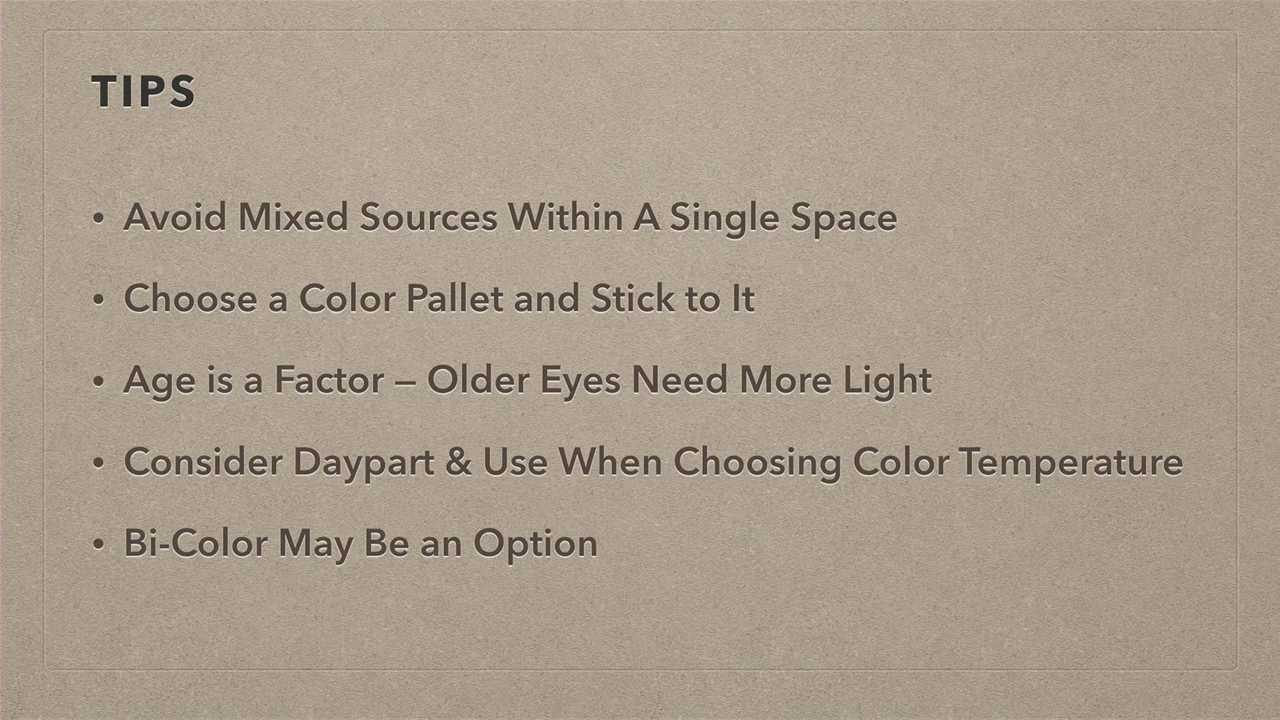 TIPS
• Avoid Mixed Sources Within A Single Space
• Choose a Color Pallet and Stick to It
• Age is a Factor – Older Eyes Need More Light
• Consider Daypart & Use When Choosing Color Temperature
• Bi-Color May Be an Option